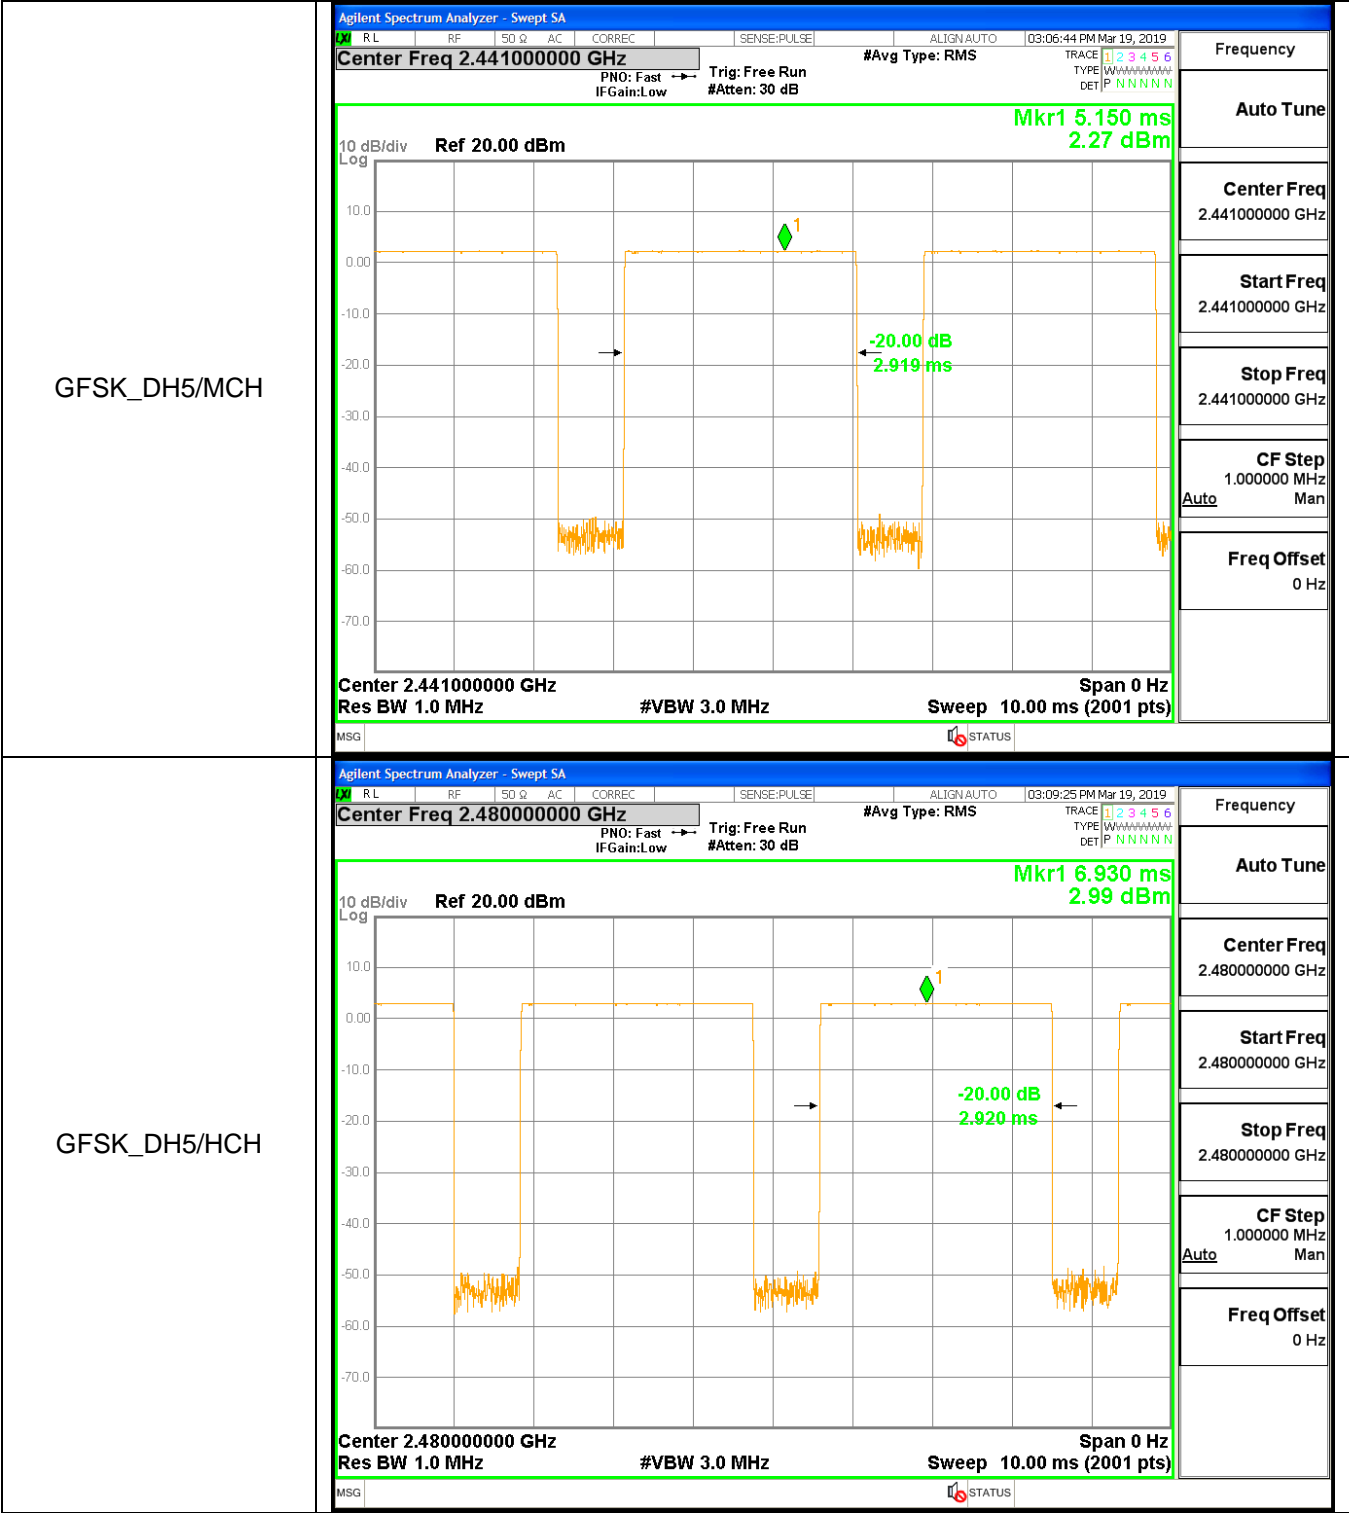 GFSK_DH5/MCH
Agilent Spectrum Analyzer - Swept SA
LXI RL RF 50 Ω AC CORREC SENSE:PULSE ALIGN AUTO 03:06:44 PM Mar 19, 2019
Center Freq 2.441000000 GHz
#Avg Type: RMS
TRACE 1 2 3 4 5 6
PNO: Fast
Trig: Free Run
TYPE
IFGain:Low
#Atten: 30 dB
DET P N N N N N
Mkr1 5.150 ms
2.27 dBm
10 dB/div
Log
Ref 20.00 dBm
10.0
0.00
-10.0
-20.0
-30.0
-40.0
-50.0
-60.0
-70.0
1
-20.00 dB
2.919 ms
Center 2.441000000 GHz
Span 0 Hz
Res BW 1.0 MHz
#VBW 3.0 MHz
Sweep 10.00 ms (2001 pts)
MSG
STATUS
Frequency
Auto Tune
Center Freq
2.441000000 GHz
Start Freq
2.441000000 GHz
Stop Freq
2.441000000 GHz
CF Step
1.000000 MHz
Auto Man
Freq Offset
0 Hz
GFSK_DH5/HCH
Agilent Spectrum Analyzer - Swept SA
LXI RL RF 50 Ω AC CORREC SENSE:PULSE ALIGN AUTO 03:09:25 PM Mar 19, 2019
Center Freq 2.480000000 GHz
#Avg Type: RMS
TRACE 1 2 3 4 5 6
PNO: Fast
Trig: Free Run
TYPE
IFGain:Low
#Atten: 30 dB
DET P N N N N N
Mkr1 6.930 ms
2.99 dBm
10 dB/div
Log
Ref 20.00 dBm
10.0
0.00
-10.0
-20.0
-30.0
-40.0
-50.0
-60.0
-70.0
1
-20.00 dB
2.920 ms
Center 2.480000000 GHz
Span 0 Hz
Res BW 1.0 MHz
#VBW 3.0 MHz
Sweep 10.00 ms (2001 pts)
MSG
STATUS
Frequency
Auto Tune
Center Freq
2.480000000 GHz
Start Freq
2.480000000 GHz
Stop Freq
2.480000000 GHz
CF Step
1.000000 MHz
Auto Man
Freq Offset
0 Hz